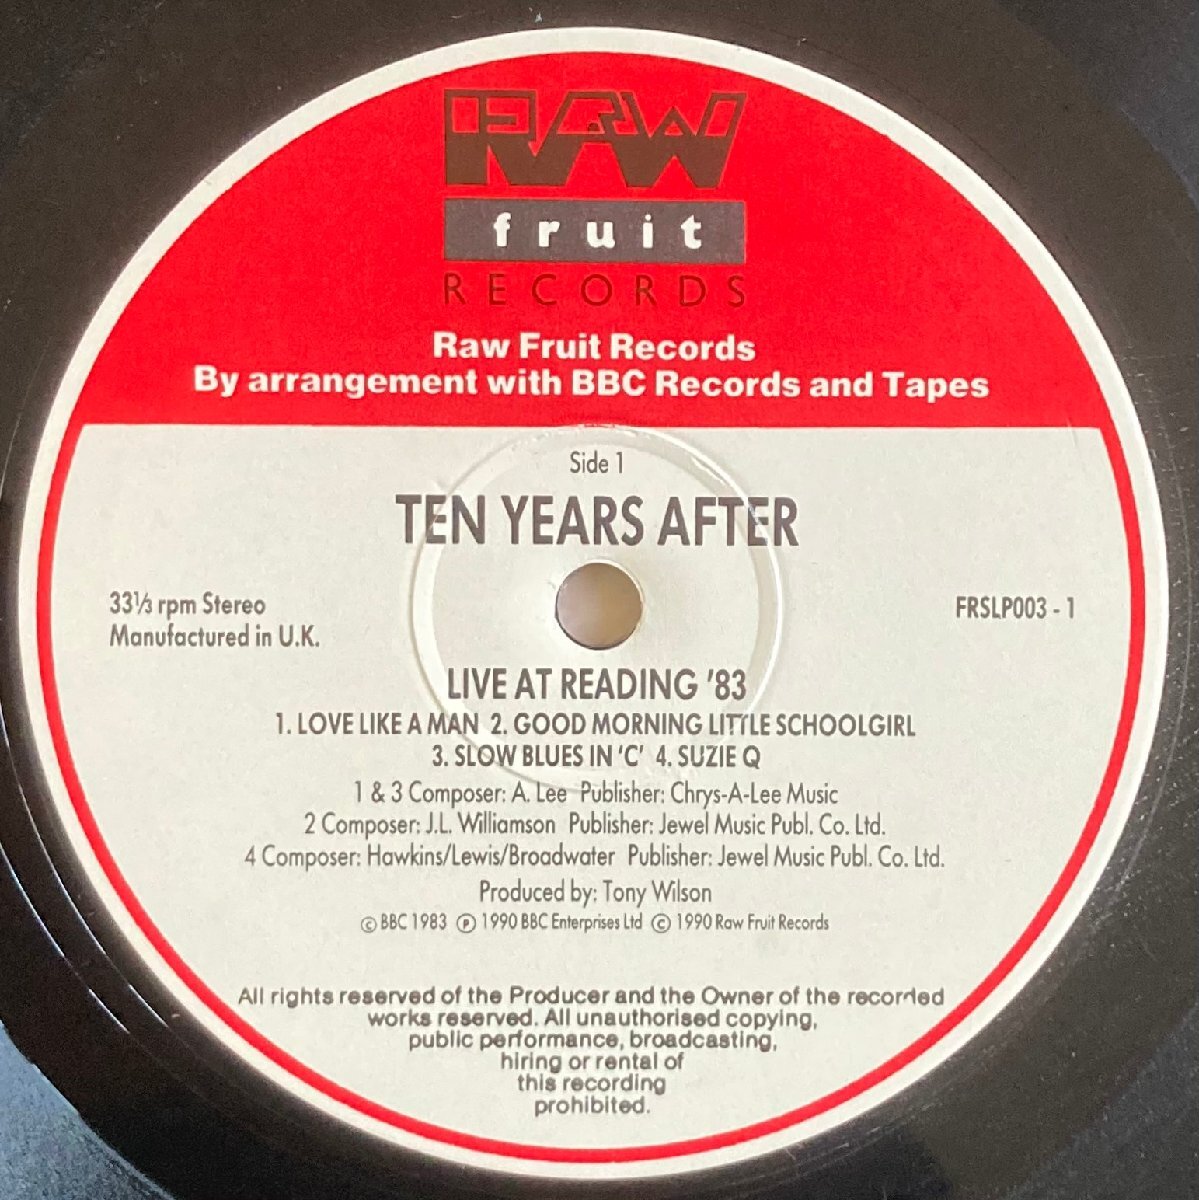 RAW
fruit
RECORDS
Raw Fruit Records
By arrangement with BBC Records and Tapes
Side 1
TEN YEARS AFTER
33⅓ rpm Stereo
Manufactured in U.K.
FRSLP003 - 1
LIVE AT READING '83
1. LOVE LIKE A MAN 2. GOOD MORNING LITTLE SCHOOLGIRL
3. SLOW BLUES IN 'C' 4. SUZIE Q
1 & 3 Composer: A. Lee Publisher: Chrys-A-Lee Music
2 Composer: J.L. Williamson Publisher: Jewel Music Publ. Co. Ltd.
4 Composer: Hawkins/Lewis/Broadwater Publisher: Jewel Music Publ. Co. Ltd.
Produced by: Tony Wilson
© BBC 1983 ℗ 1990 BBC Enterprises Ltd © 1990 Raw Fruit Records
All rights reserved of the Producer and the Owner of the recorded
works reserved. All unauthorised copying,
public performance, broadcasting,
hiring or rental of
this recording
prohibited.